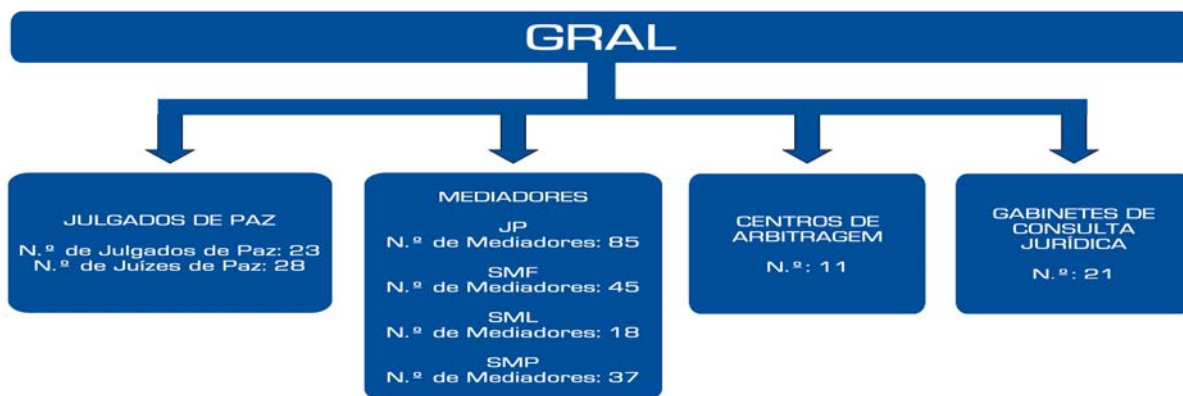 GRAL
JULGADOS DE PAZ
N.º de Julgados de Paz: 23
N.º de Juízes de Paz: 28
MEDIADORES
JP
N.º de Mediadores: 85
SMF
N.º de Mediadores: 45
SML
N.º de Mediadores: 18
SMP
N.º de Mediadores: 37
CENTROS DE
ARBITRAGEM
N.º: 11
GABINETES DE
CONSULTA
JURÍDICA
N.º: 21